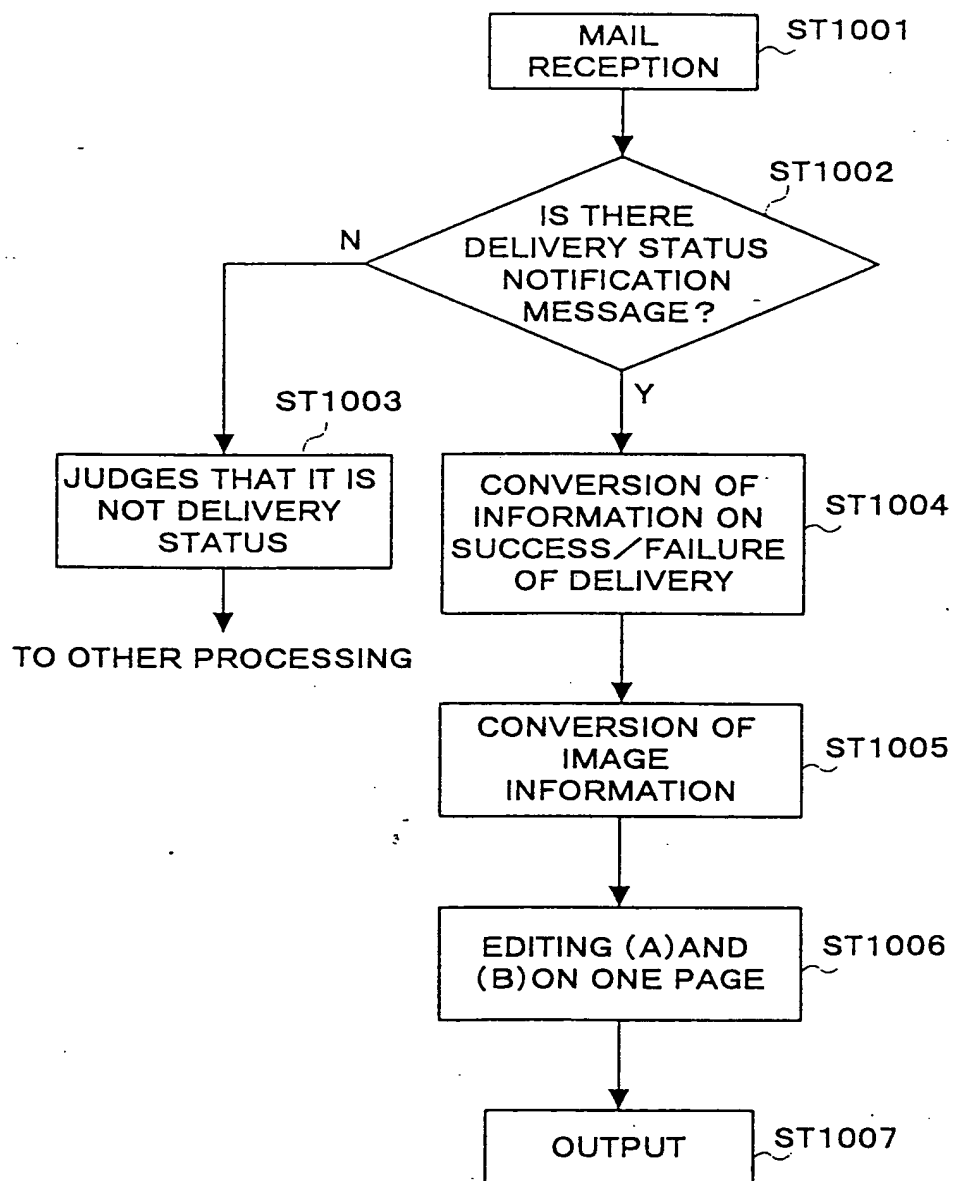 MAIL
RECEPTION
ST1001
ST1002
IS THERE
DELIVERY STATUS
NOTIFICATION
MESSAGE?
N
Y
ST1003
JUDGES THAT IT IS
NOT DELIVERY
STATUS
TO OTHER PROCESSING
CONVERSION OF
INFORMATION ON
SUCCESS/FAILURE
OF DELIVERY
ST1004
CONVERSION OF
IMAGE
INFORMATION
ST1005
EDITING (A)AND
(B)ON ONE PAGE
ST1006
OUTPUT
ST1007